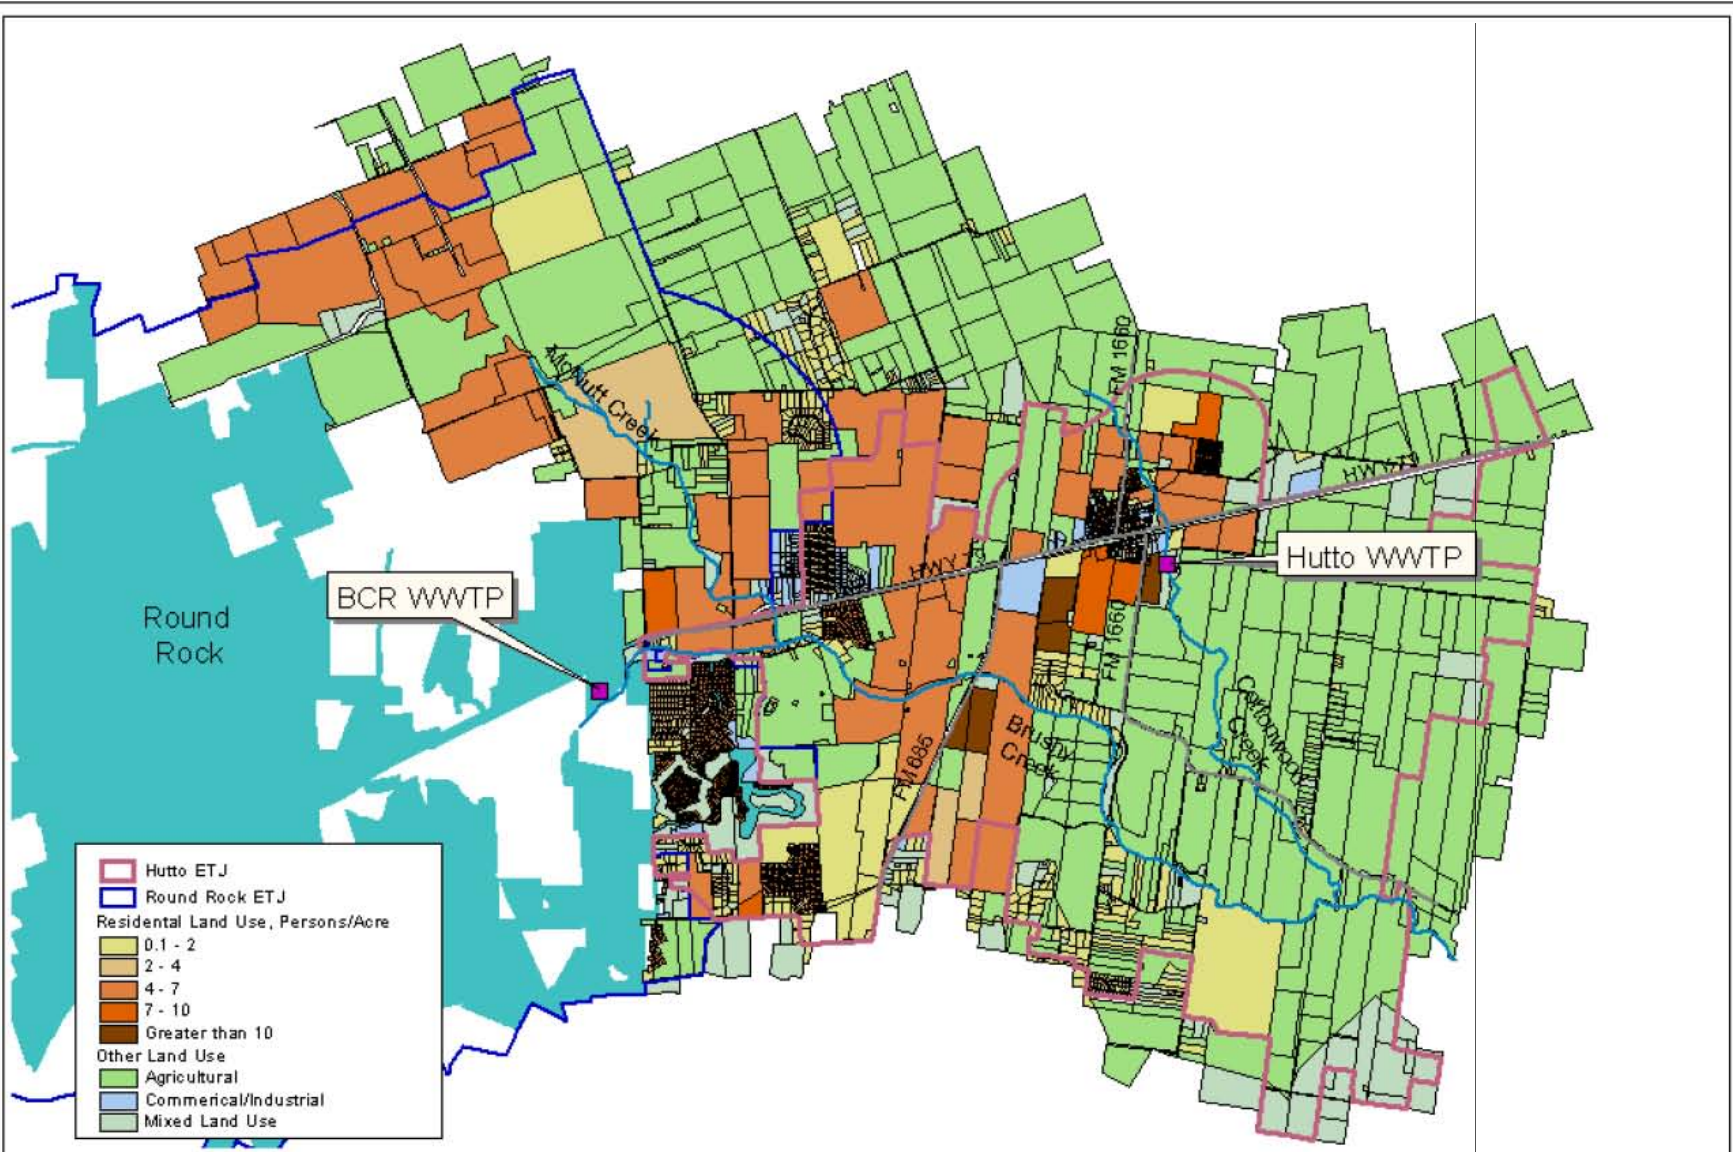 McNutt Creek
FM 1660
HWY 79
HWY 79
Hutto WWTP
BCR WWTP
Round
Rock
FM 1660
Cottonwood
Creek
Brushy
Creek
FM 685
Hutto ETJ
Round Rock ETJ
Residental Land Use, Persons/Acre
0.1 - 2
2 - 4
4 - 7
7 - 10
Greater than 10
Other Land Use
Agricultural
Commerical/Industrial
Mixed Land Use